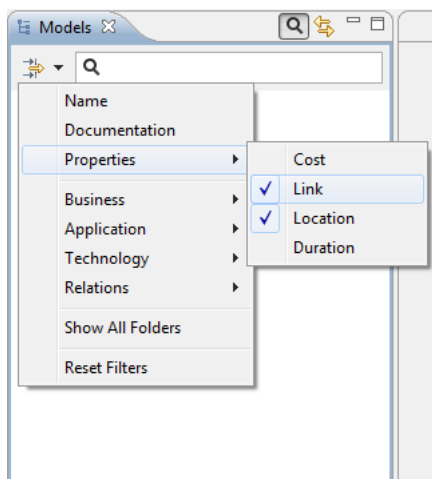 Models
Name
Documentation
Properties
Cost
Link
Location
Duration
Business
Application
Technology
Relations
Show All Folders
Reset Filters